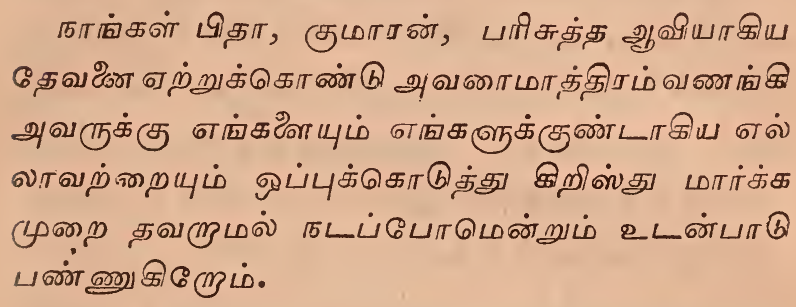 நாங்கள் பிதா, குமாரன், பரிசுத்த ஆவியாகிய
தேவனை ஏற்றுக்கொண்டு அவரைமாத்திரம் வணங்கி
அவருக்கு எங்களையும் எங்களுக்குண்டாகிய எல்
லாவற்றையும் ஒப்புக்கொடுத்து கிறிஸ்து மார்க்க
முறை தவறாமல் நடப்போமென்றும் உடன்பாடு
பண்ணுகிறோம்.